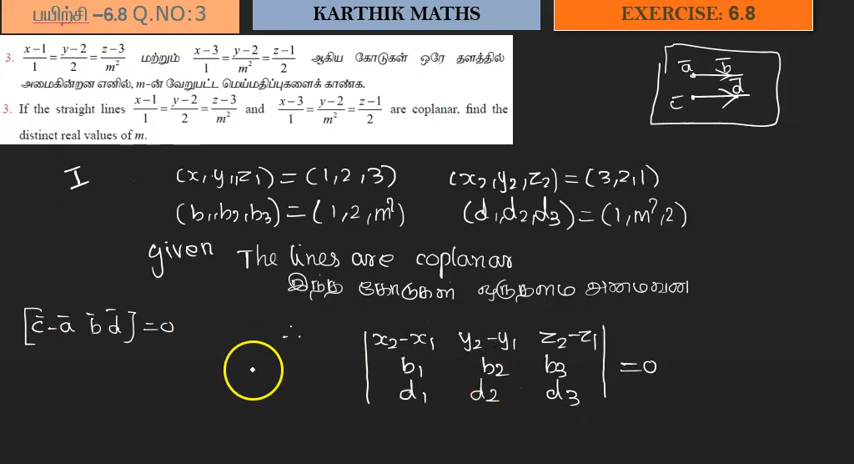 பயிற்சி –6.8 Q.NO:3 KARTHIK MATHS EXERCISE: 6.8
3. x−1/1 = y−2/2 = z−3/m² மற்றும் x−3/1 = y−2/m² = z−1/2 ஆகிய கோடுகள் ஒரே தளத்தில்
அமைகின்றன எனில், m-ன் வேறுபட்ட மெய்மதிப்புகளைக் காண்க.
3. If the straight lines x−1/1 = y−2/2 = z−3/m² and x−3/1 = y−2/m² = z−1/2 are coplanar, find the
distinct real values of m.
a̅ b̅
c̅ d̅
I (x₁,y₁,z₁) = (1,2,3) (x₂,y₂,z₂) = (3,2,1)
(b₁,b₂,b₃) = (1,2,m²) (d₁,d₂,d₃) = (1,m²,2)
given The lines are coplanar
இந்த கோடுகள்
[c̅−a̅ b̅ d̅] = 0 ∴ | x₂−x₁ y₂−y₁ z₂−z₁ |
| b₁ b₂ b₃ | = 0
| d₁ d₂ d₃ |